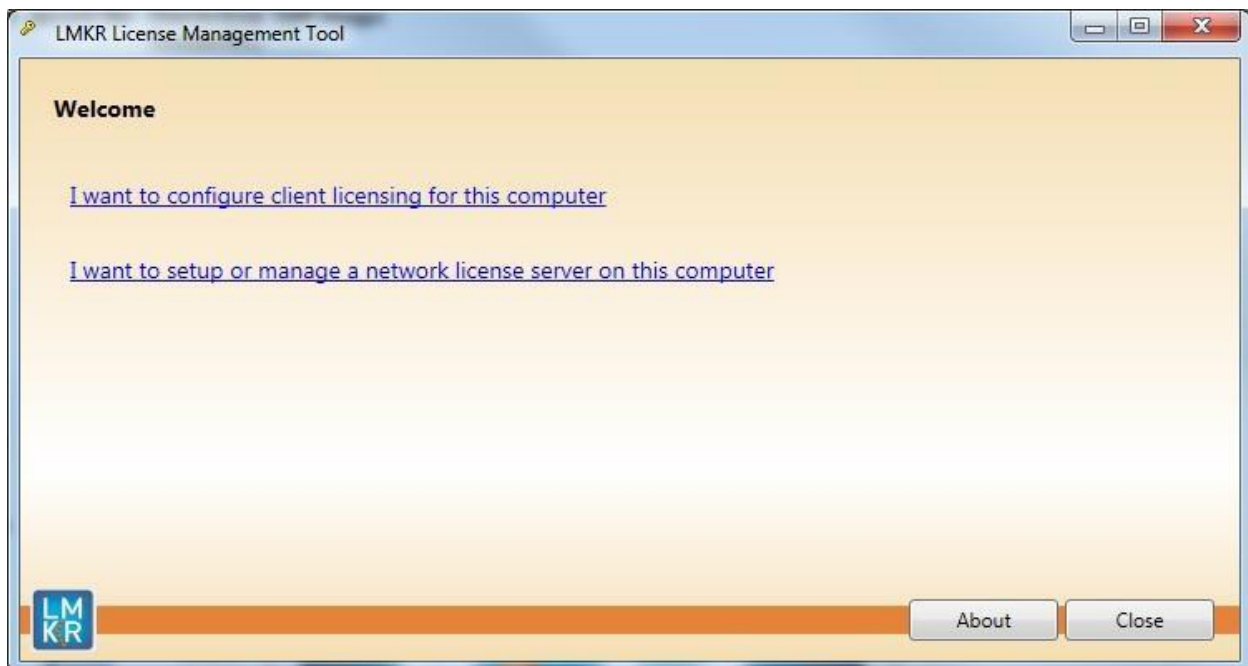 LMKR License Management Tool
Welcome
I want to configure client licensing for this computer
I want to setup or manage a network license server on this computer
LM
KR
About
Close